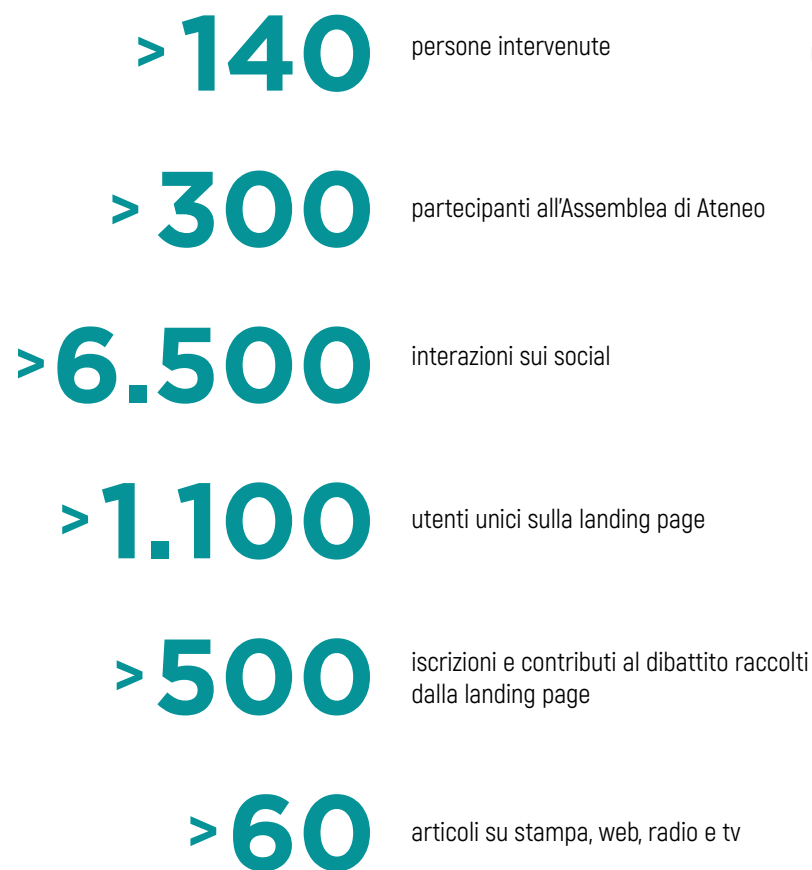 > 140 persone intervenute
> 300 partecipanti all'Assemblea di Ateneo
> 6.500 interazioni sui social
> 1.100 utenti unici sulla landing page
> 500 iscrizioni e contributi al dibattito raccolti
dalla landing page
> 60 articoli su stampa, web, radio e tv